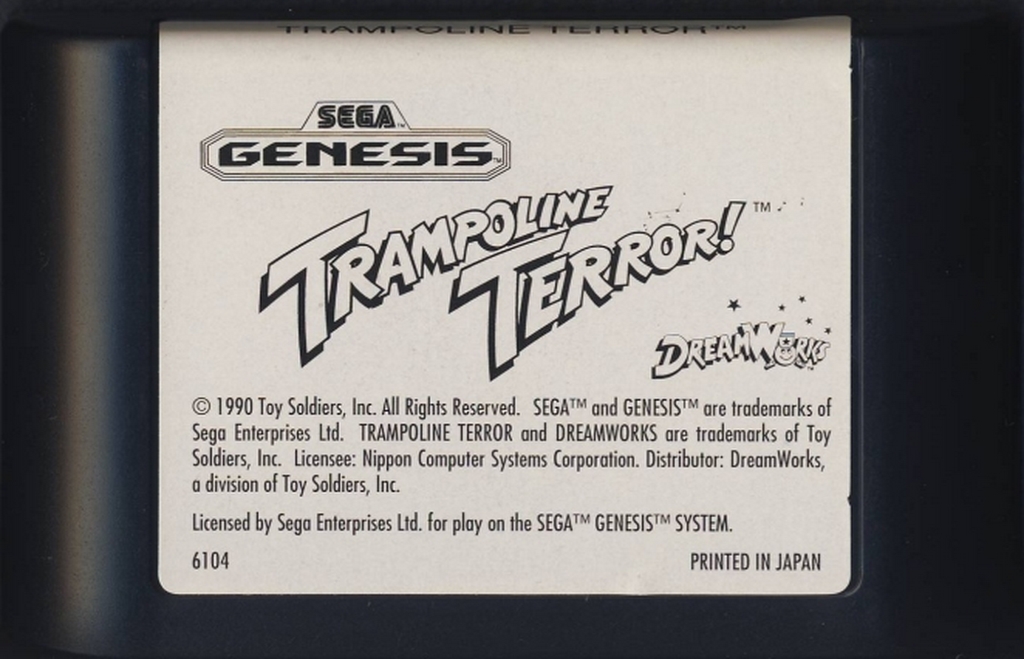 TRAMPOLINE TERROR™
SEGA™
GENESIS™
TRAMPOLINE
TERROR!™
DREAMWORKS™
© 1990 Toy Soldiers, Inc. All Rights Reserved. SEGA™ and GENESIS™ are trademarks of
Sega Enterprises Ltd. TRAMPOLINE TERROR and DREAMWORKS are trademarks of Toy
Soldiers, Inc. Licensee: Nippon Computer Systems Corporation. Distributor: DreamWorks,
a division of Toy Soldiers, Inc.
Licensed by Sega Enterprises Ltd. for play on the SEGA™ GENESIS™ SYSTEM.
6104 PRINTED IN JAPAN